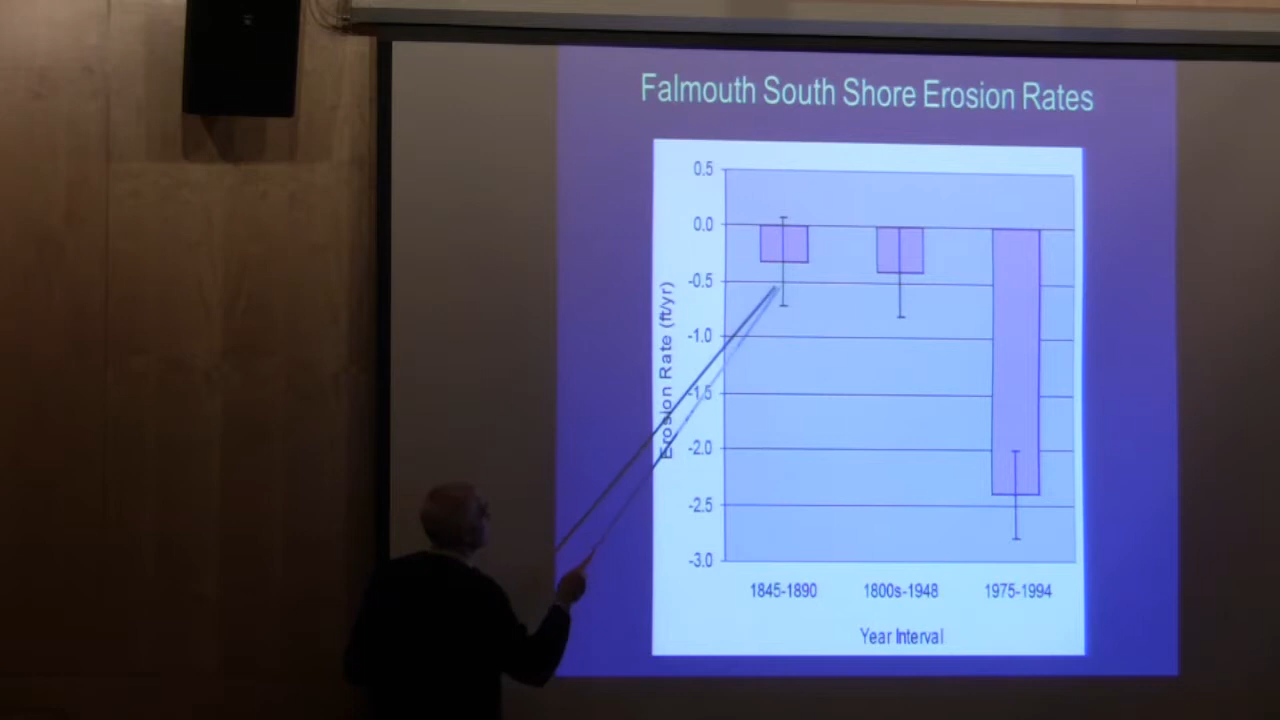 Falmouth South Shore Erosion Rates
0.5
0.0
-0.5
-1.0
-1.5
-2.0
-2.5
-3.0
Erosion Rate (ft/yr)
1845-1890 1800s-1948 1975-1994
Year Interval